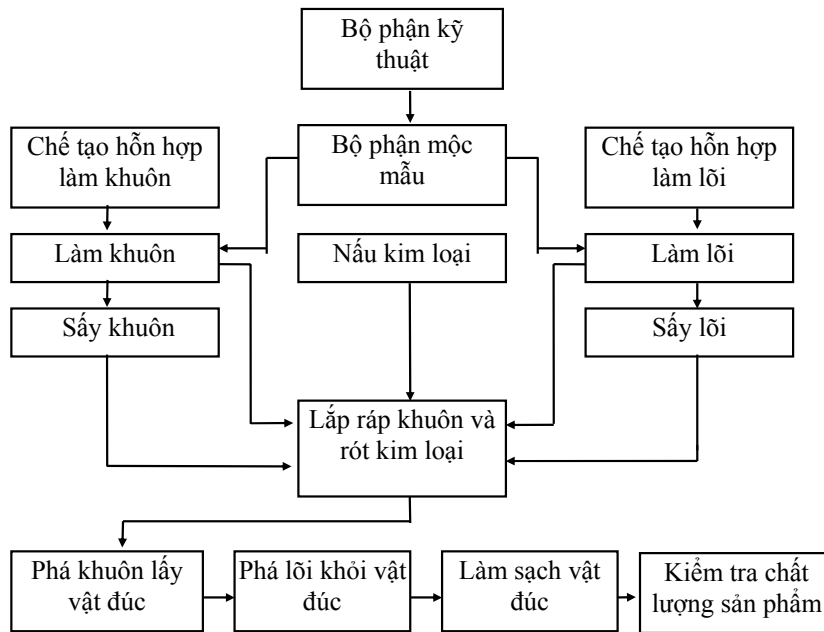 Bộ phận kỹ
thuật
Chế tạo hỗn hợp
làm khuôn
Bộ phận mộc
mẫu
Chế tạo hỗn hợp
làm lõi
Làm khuôn
Nấu kim loại
Làm lõi
Sấy khuôn
Sấy lõi
Lắp ráp khuôn và
rót kim loại
Phá khuôn lấy
vật đúc
Phá lõi khỏi vật
đúc
Làm sạch vật
đúc
Kiểm tra chất
lượng sản phẩm